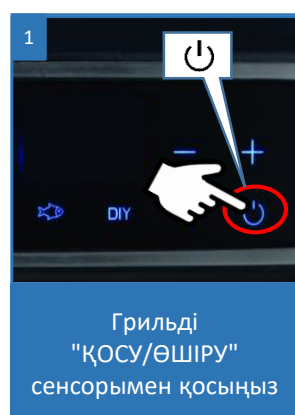 1
− +
DIY
Грильді
"ҚОСУ/ӨШІРУ"
сенсорымен қосыңыз